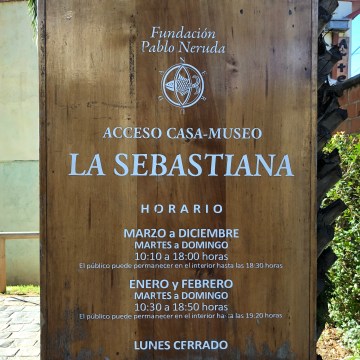 Fundación
Pablo Neruda
ACCESO CASA-MUSEO
LA SEBASTIANA
HORARIO
MARZO a DICIEMBRE
MARTES a DOMINGO
10:10 a 18:00 horas
El público puede permanecer en el interior hasta las 18:30 horas
ENERO y FEBRERO
MARTES a DOMINGO
10:30 a 18:50 horas
El público puede permanecer en el interior hasta las 19:20 horas
LUNES CERRADO